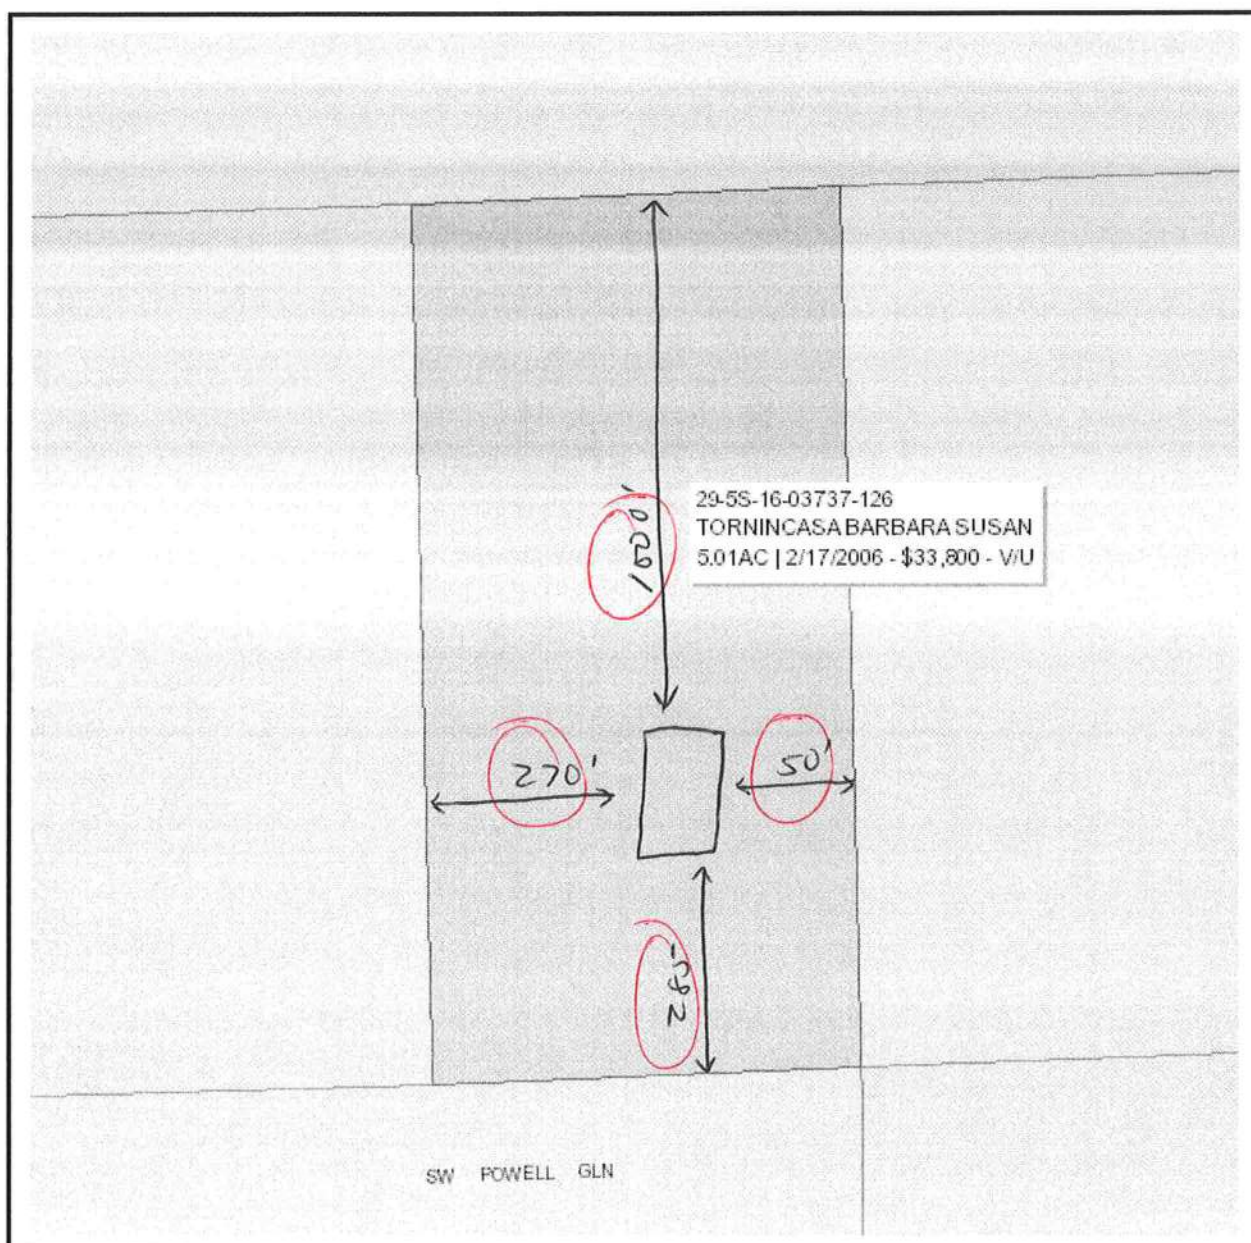 29-5S-16-03737-126
TORNINCASA BARBARA SUSAN
5.01AC | 2/17/2006 - $33,800 - V/U
270'
50'
280'
SW POWELL GLN